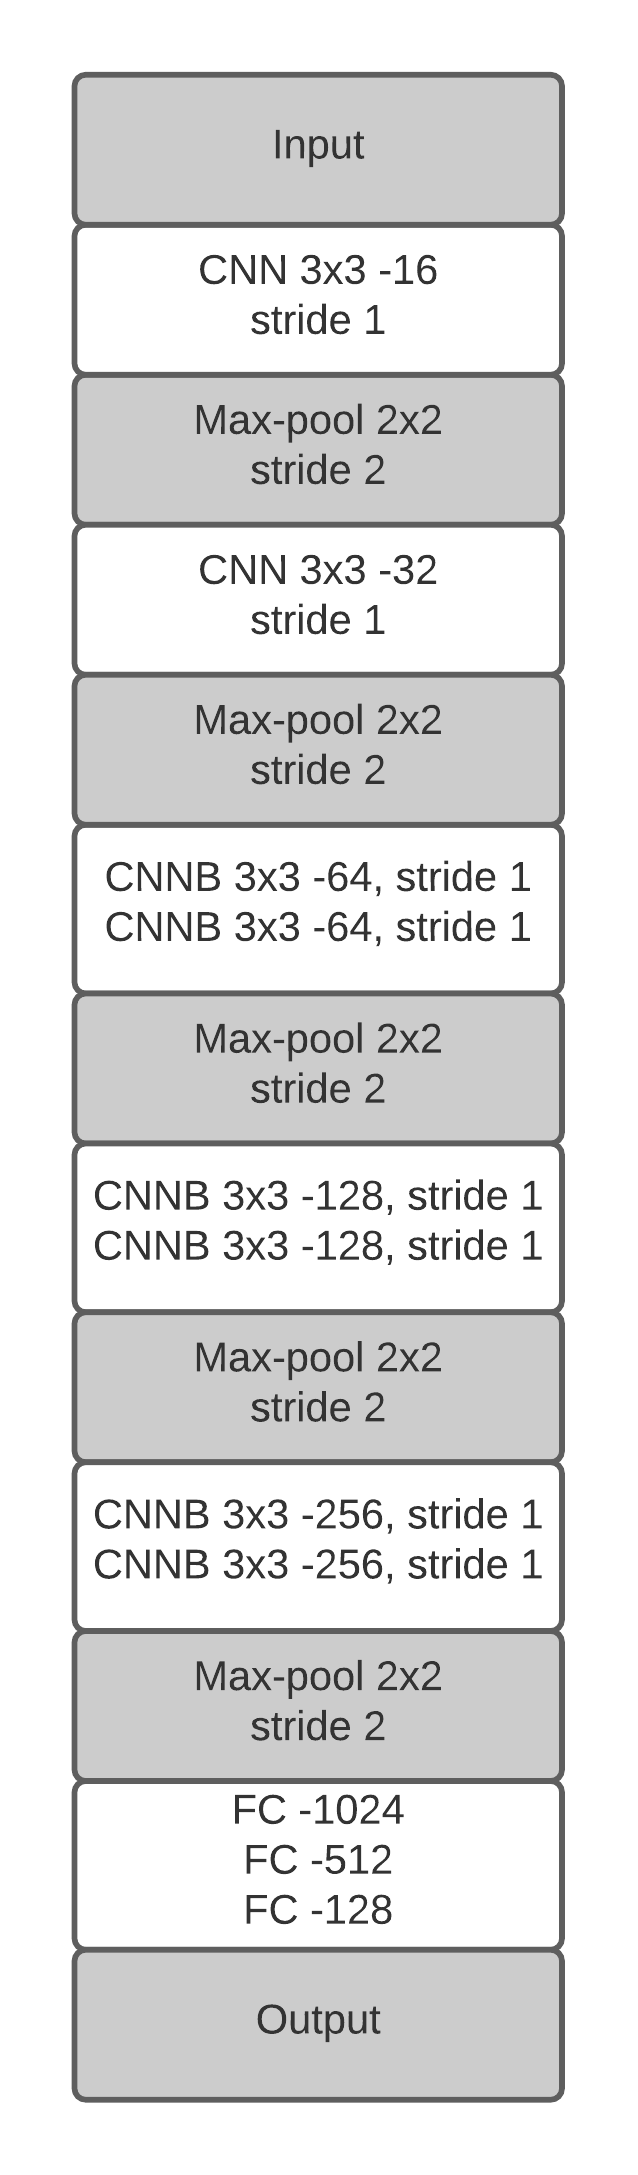 Input
CNN 3x3 -16
stride 1
Max-pool 2x2
stride 2
CNN 3x3 -32
stride 1
Max-pool 2x2
stride 2
CNNB 3x3 -64, stride 1
CNNB 3x3 -64, stride 1
Max-pool 2x2
stride 2
CNNB 3x3 -128, stride 1
CNNB 3x3 -128, stride 1
Max-pool 2x2
stride 2
CNNB 3x3 -256, stride 1
CNNB 3x3 -256, stride 1
Max-pool 2x2
stride 2
FC -1024
FC -512
FC -128
Output